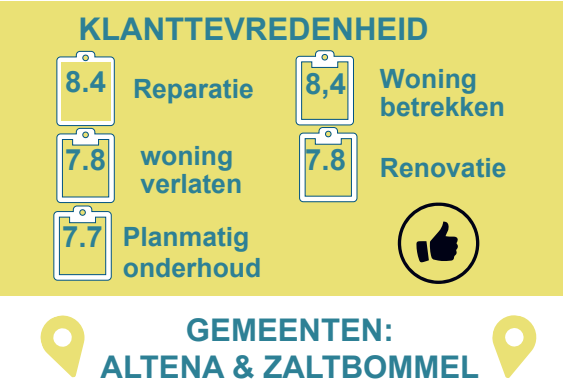 KLANTTEVREDENHEID
8.4 Reparatie
8,4 Woning
betrekken
7.8 woning
verlaten
7.8 Renovatie
7.7 Planmatig
onderhoud
GEMEENTEN:
ALTENA & ZALTBOMMEL